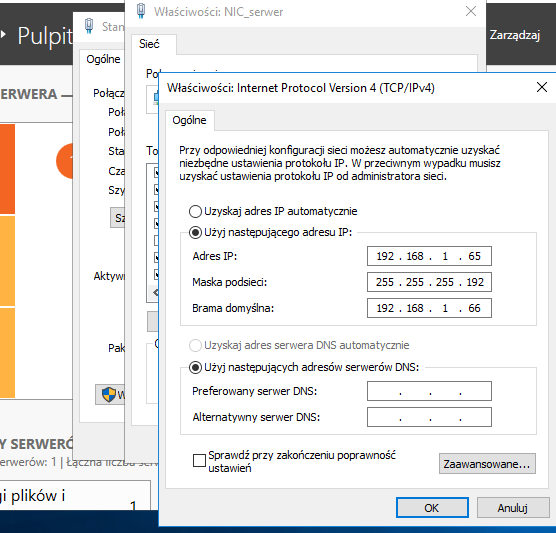 Właściwości: NIC_serwer
Stan
Pulpit
Zarządzaj
Sieć
Ogólne
ERWERA —
Właściwości: Internet Protocol Version 4 (TCP/IPv4)
Ogólne
Przy odpowiedniej konfiguracji sieci możesz automatycznie uzyskać
niezbędne ustawienia protokołu IP. W przeciwnym wypadku musisz
uzyskać ustawienia protokołu IP od administratora sieci.
Uzyskaj adres IP automatycznie
Użyj następującego adresu IP:
Adres IP: 192 . 168 . 1 . 65
Maska podsieci: 255 . 255 . 255 . 192
Brama domyślna: 192 . 168 . 1 . 66
Uzyskaj adres serwera DNS automatycznie
Użyj następujących adresów serwerów DNS:
Preferowany serwer DNS: . . .
Alternatywny serwer DNS: . . .
Sprawdź przy zakończeniu poprawność
ustawień
Zaawansowane...
OK
Anuluj
Połącz
Poł
Poł
Sta
Cza
Szy
Sz
Aktywn
Pak
W
To
Y SERWERÓ
erwerów: 1 | Łączna liczba serw
gi plików i
1